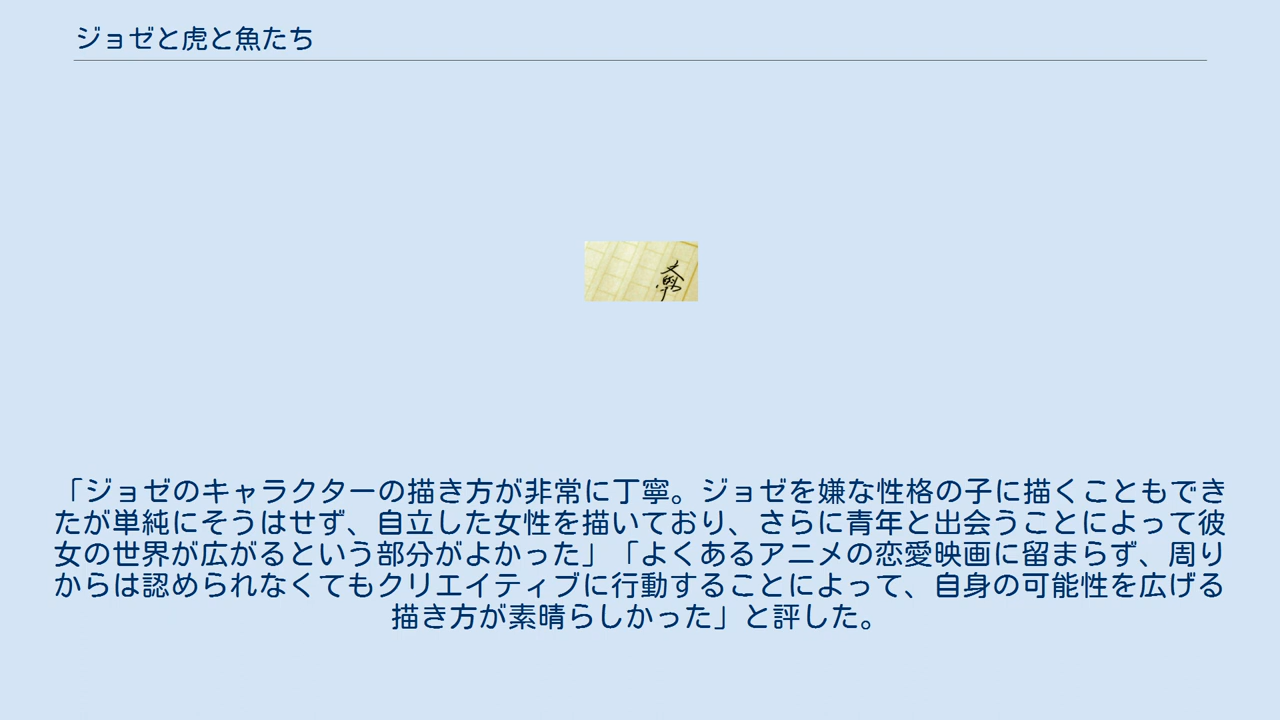 ジョゼと虎と魚たち
「ジョゼのキャラクターの描き方が非常に丁寧。ジョゼを嫌な性格の子に描くこともでき
たが単純にそうはせず、自立した女性を描いており、さらに青年と出会うことによって彼
女の世界が広がるという部分がよかった」「よくあるアニメの恋愛映画に留まらず、周り
からは認められなくてもクリエイティブに行動することによって、自身の可能性を広げる
描き方が素晴らしかった」と評した。